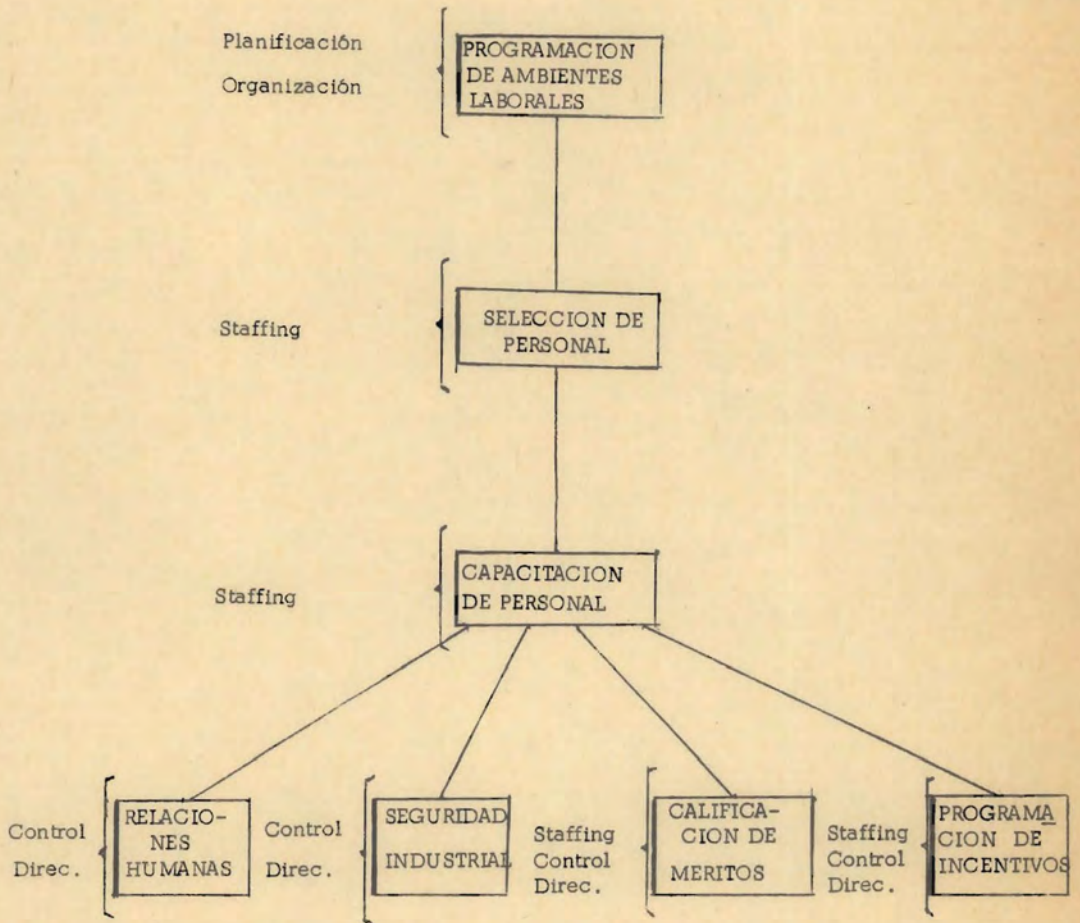 Planificación
Organización
PROGRAMACION
DE AMBIENTES
LABORALES
Staffing
SELECCION DE
PERSONAL
Staffing
CAPACITACION
DE PERSONAL
Control
Direc.
RELACIO-
NES
HUMANAS
Control
Direc.
SEGURIDAD
INDUSTRIAL
Staffing
Control
Direc.
CALIFICA-
CION DE
MERITOS
Staffing
Control
Direc.
PROGRAMA
CION DE
INCENTIVOS